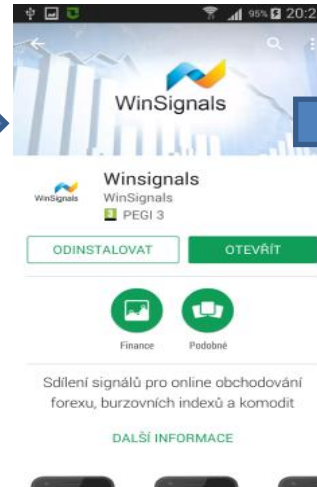 95% 20:2
WinSignals
WinSignals
Winsignals
WinSignals
3 PEGI 3
ODINSTALOVAT
OTEVŘÍT
Finance
Podobné
Sdílení signálů pro online obchodování
forexu, burzovních indexů a komodit
DALŠÍ INFORMACE